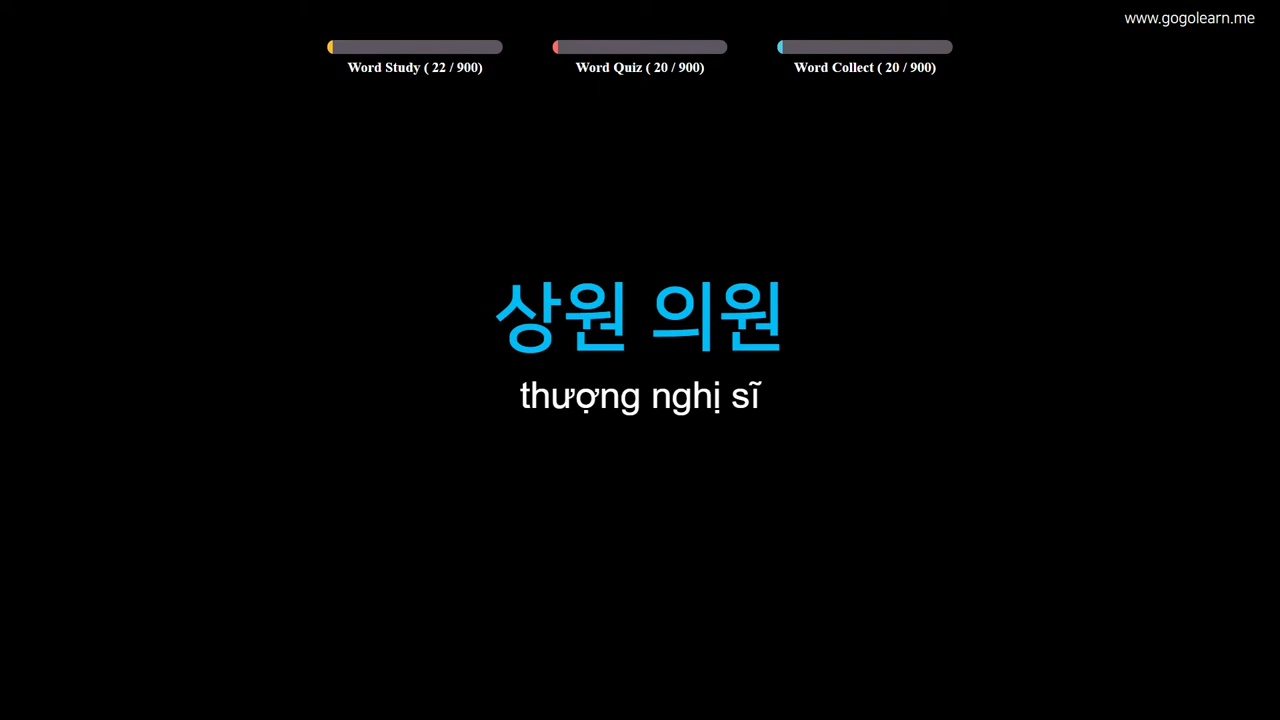 www.gogolearn.me
Word Study ( 22 / 900)
Word Quiz ( 20 / 900)
Word Collect ( 20 / 900)
상원 의원
thượng nghị sĩ